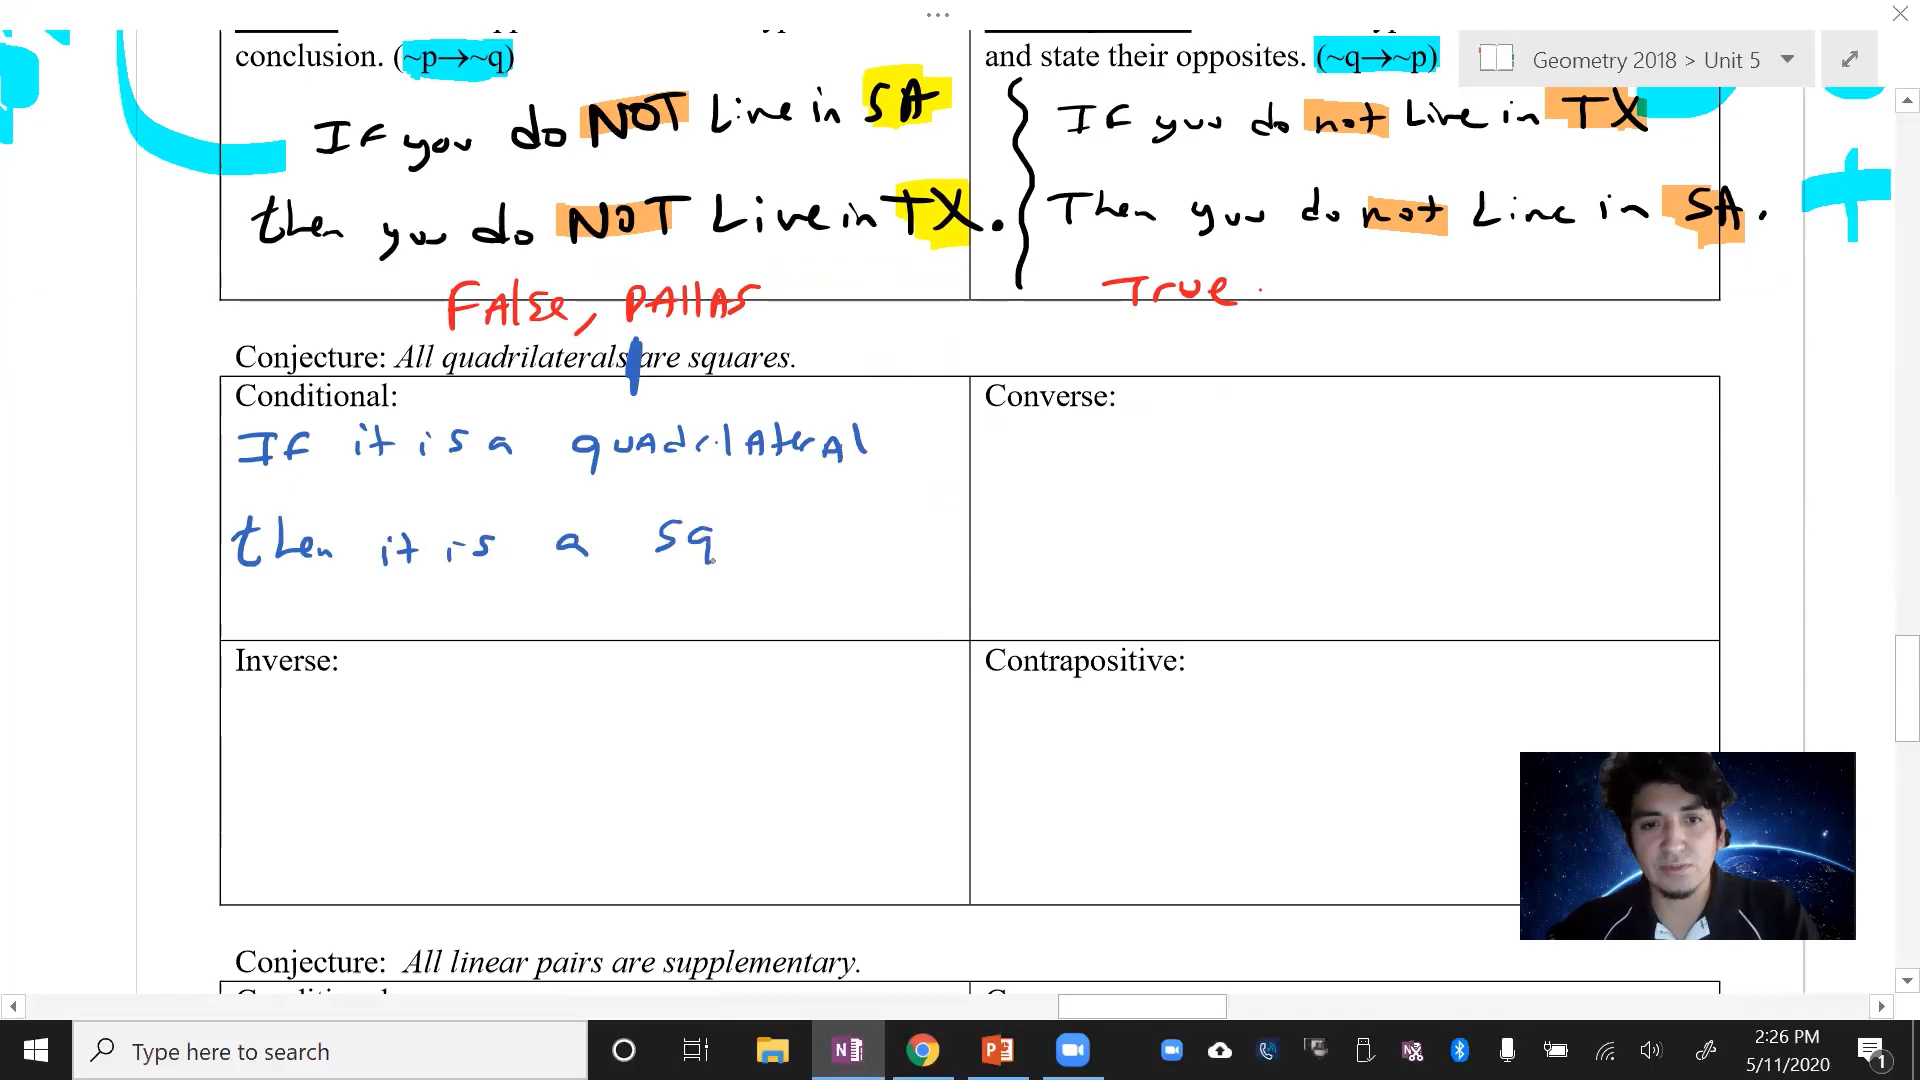 conclusion. (~p→~q)
If you do NOT Live in SA
then you do NOT Live in TX.
False, DAllAS
and state their opposites. (~q→~p)
If you do not Live in TX
Then you do not Live in SA.
True.
Geometry 2018 > Unit 5
Conjecture: All quadrilaterals are squares.
Conditional:
If it is a quadrilateral
then it is a sq
Converse:
Inverse:
Contrapositive:
Conjecture: All linear pairs are supplementary.
Type here to search
2:26 PM
5/11/2020
1